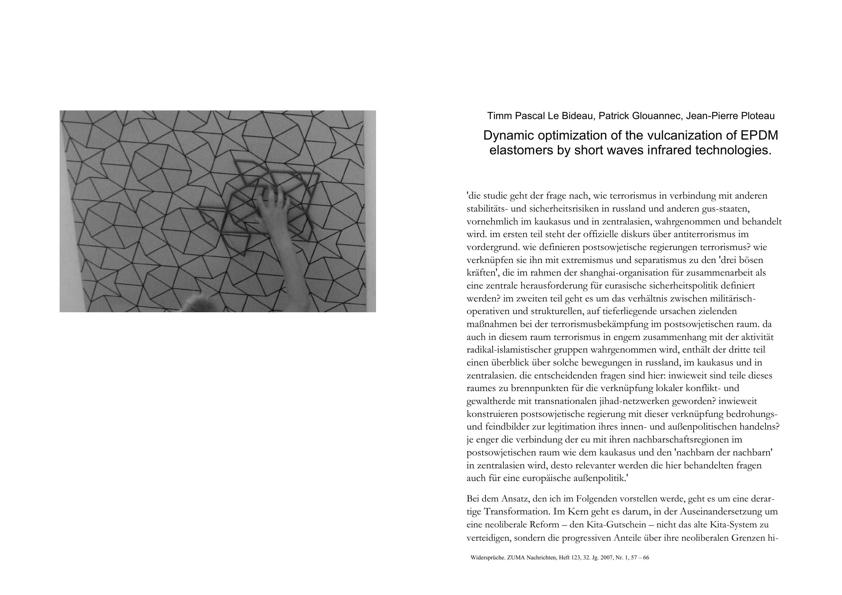 Timm Pascal Le Bideau, Patrick Glouannec, Jean-Pierre Ploteau
Dynamic optimization of the vulcanization of EPDM
elastomers by short waves infrared technologies.
'die studie geht der frage nach, wie terrorismus in verbindung mit anderen
stabilitäts- und sicherheitsrisiken in russland und anderen gus-staaten,
vornehmlich im kaukasus und in zentralasien, wahrgenommen und behandelt
wird. im ersten teil steht der offizielle diskurs über antiterrorismus im
vordergrund. wie definieren postsowjetische regierungen terrorismus? wie
verknüpfen sie ihn mit extremismus und separatismus zu den 'drei bösen
kräften', die im rahmen der shanghai-organisation für zusammenarbeit als
eine zentrale herausforderung für eurasische sicherheitspolitik definiert
werden? im zweiten teil geht es um das verhältnis zwischen militärisch-
operativen und strukturellen, auf tieferliegende ursachen zielenden
maßnahmen bei der terrorismusbekämpfung im postsowjetischen raum. da
auch in diesem raum terrorismus in engem zusammenhang mit der aktivität
radikal-islamistischer gruppen wahrgenommen wird, enthält der dritte teil
einen überblick über solche bewegungen in russland, im kaukasus und in
zentralasien. die entscheidenden fragen sind hier: inwieweit sind teile dieses
raumes zu brennpunkten für die verknüpfung lokaler konflikt- und
gewaltherde mit transnationalen jihad-netzwerken geworden? inwieweit
konstruieren postsowjetische regierung mit dieser verknüpfung bedrohungs-
und feindbilder zur legitimation ihres innen- und außenpolitischen handelns?
je enger die verbindung der eu mit ihren nachbarschaftsregionen im
postsowjetischen raum wie dem kaukasus und den 'nachbarn der nachbarn'
in zentralasien wird, desto relevanter werden die hier behandelten fragen
auch für eine europäische außenpolitik.'
Bei dem Ansatz, den ich im Folgenden vorstellen werde, geht es um eine derar-
tige Transformation. Im Kern geht es darum, in der Auseinandersetzung um
eine neoliberale Reform – den Kita-Gutschein – nicht das alte Kita-System zu
verteidigen, sondern die progressiven Anteile über ihre neoliberalen Grenzen hi-
Widersprüche. ZUMA Nachrichten, Heft 123, 32. Jg. 2007, Nr. 1, 57 – 66